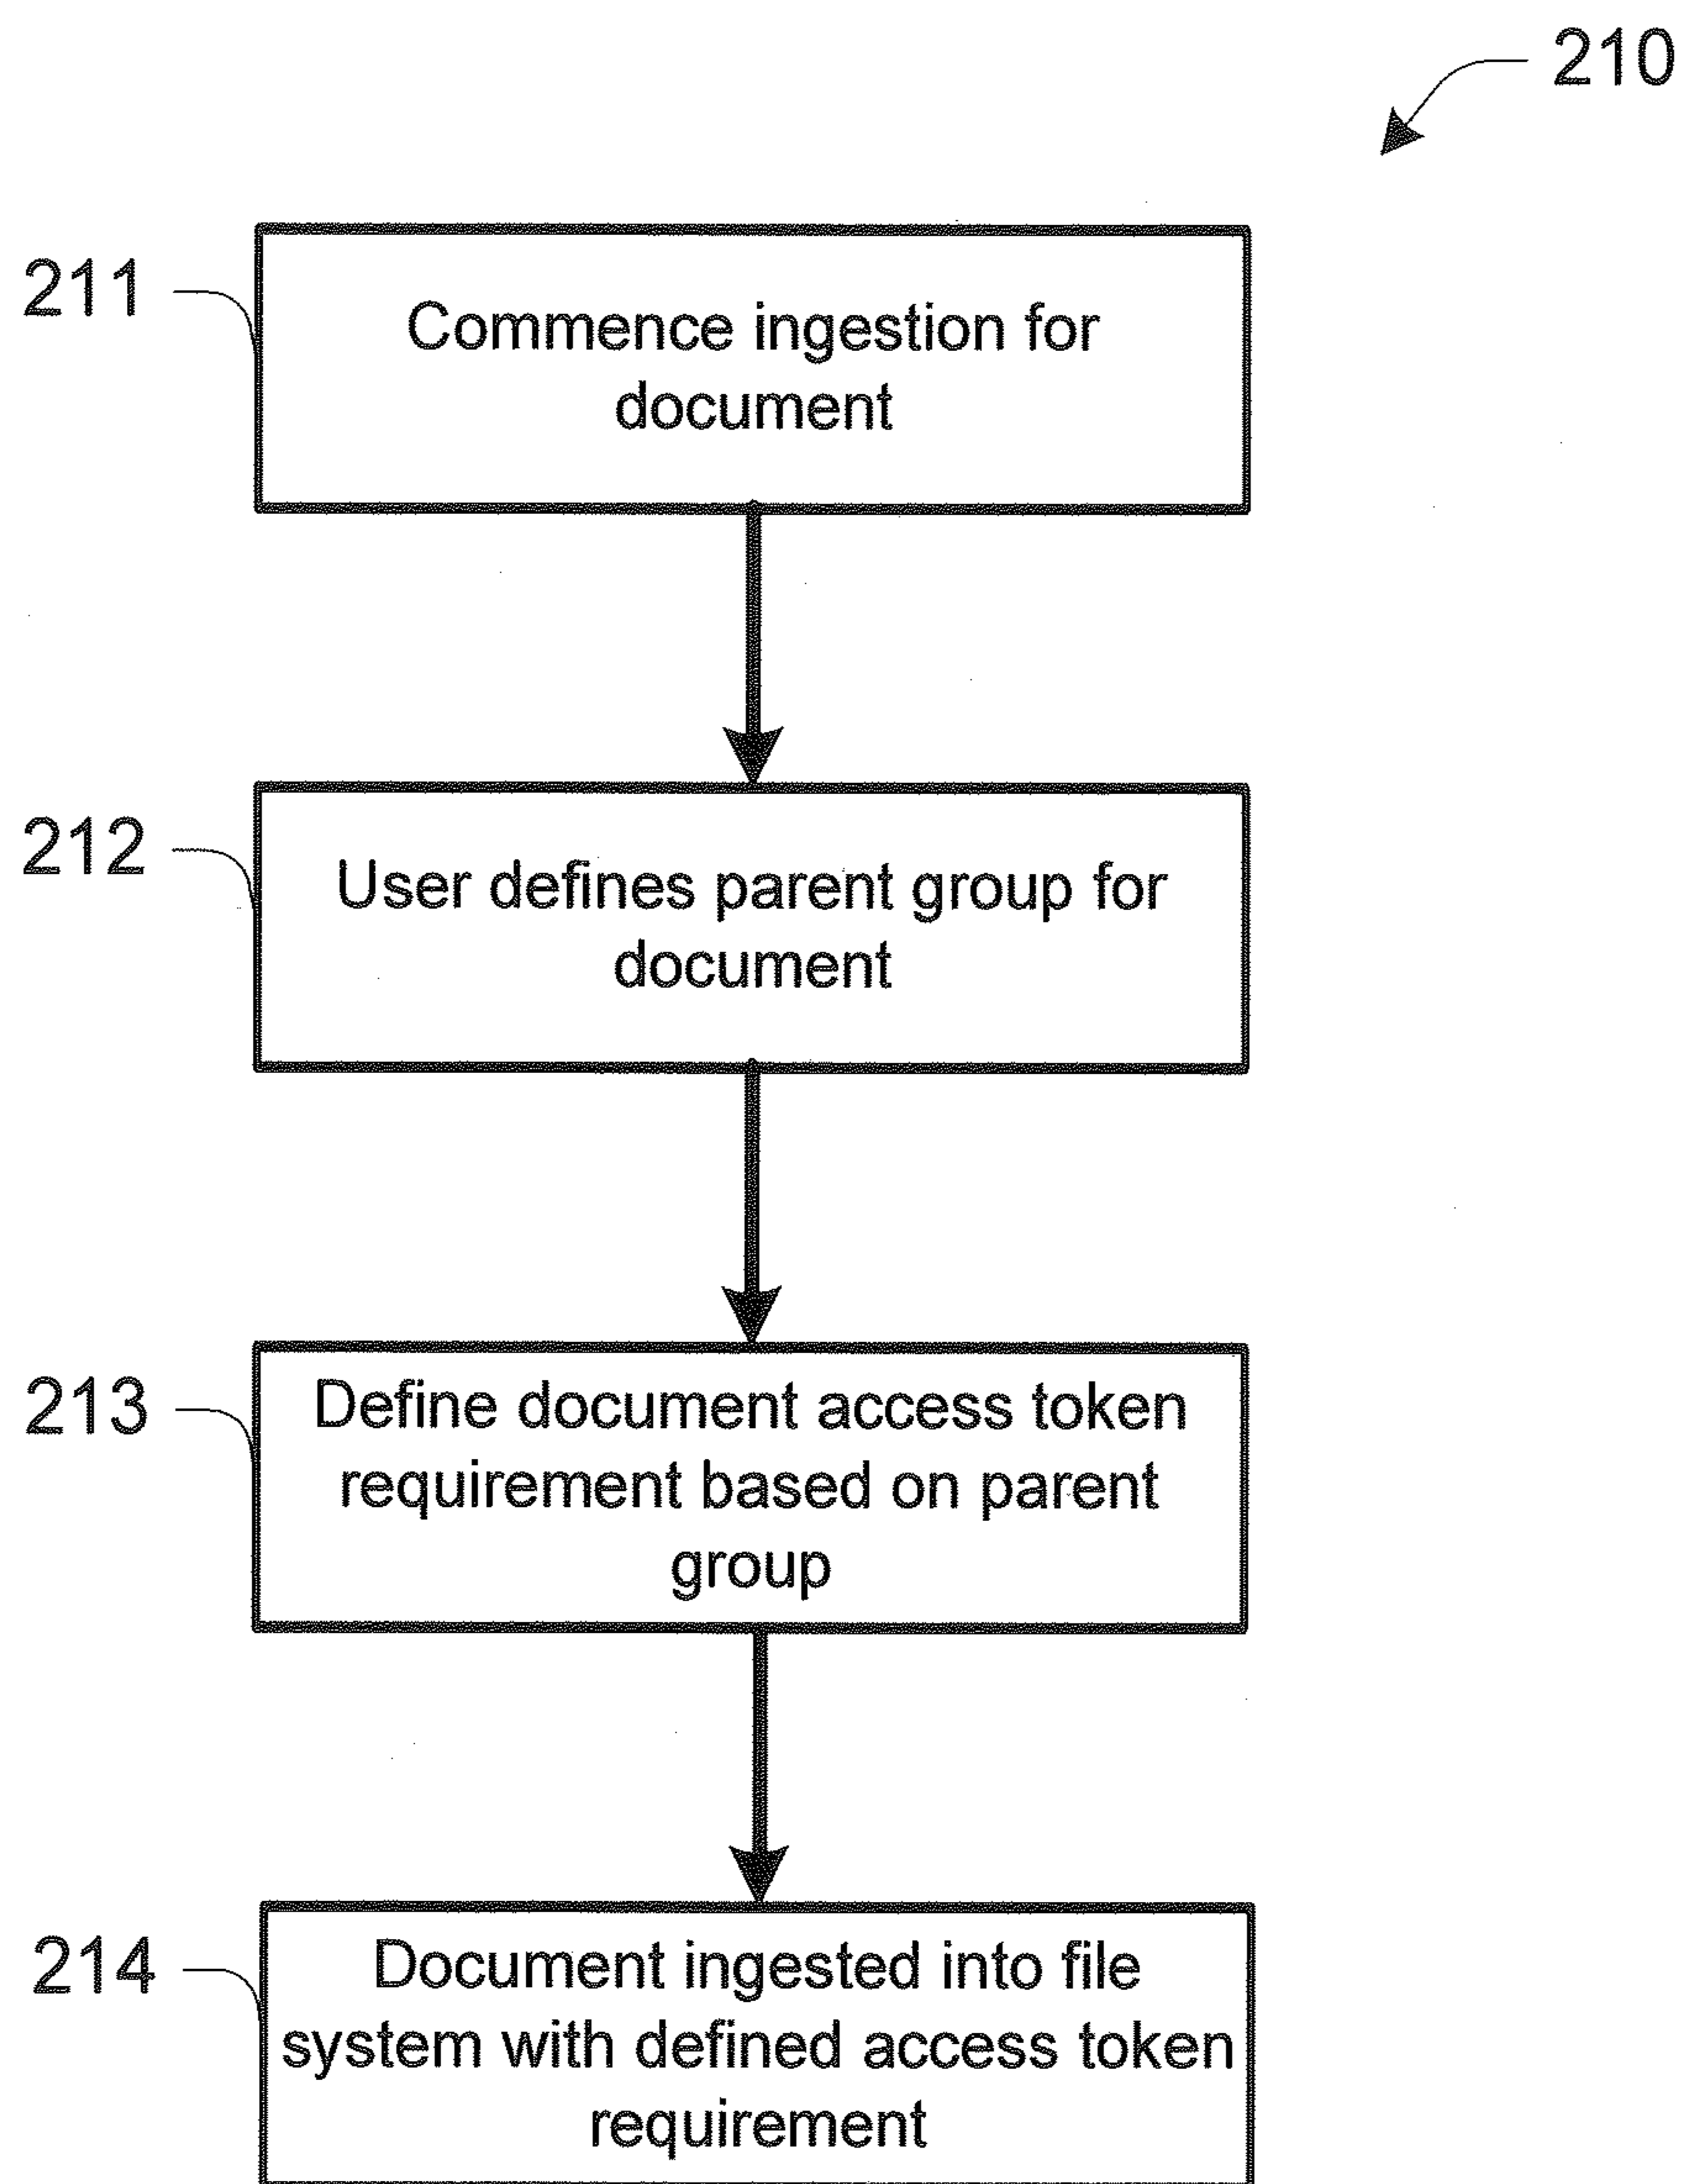 210
211
Commence ingestion for
document
212
User defines parent group for
document
213
Define document access token
requirement based on parent
group
214
Document ingested into file
system with defined access token
requirement